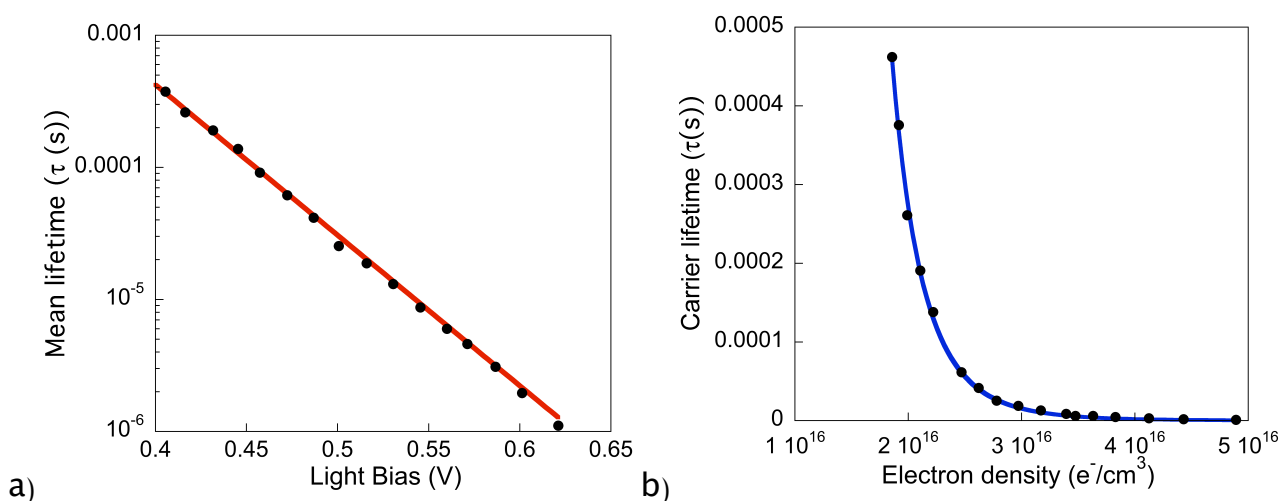 0.001
0.0001
10-5
10-6
0.4 0.45 0.5 0.55 0.6 0.65
Mean lifetime (τ (s))
Light Bias (V)
a)
0.0005
0.0004
0.0003
0.0002
0.0001
0
1 10^16 2 10^16 3 10^16 4 10^16 5 10^16
Carrier lifetime (τ(s))
Electron density (e⁻/cm³)
b)